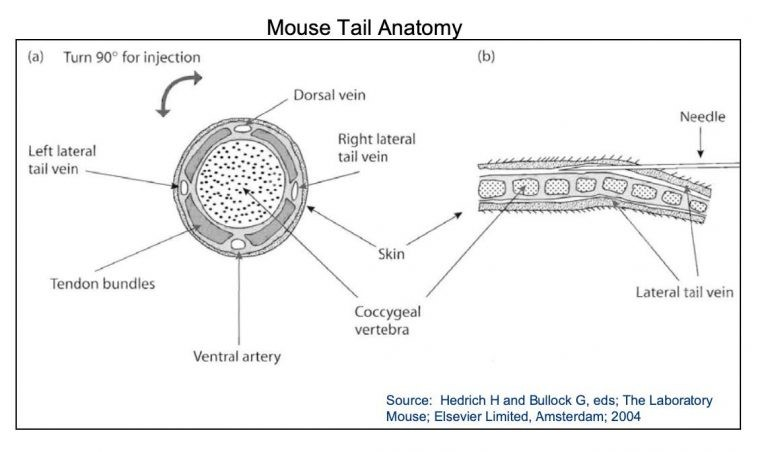 Mouse Tail Anatomy
(a) Turn 90° for injection
Dorsal vein
Left lateral
tail vein
Right lateral
tail vein
Skin
Tendon bundles
Coccygeal
vertebra
Ventral artery
(b)
Needle
Lateral tail vein
Source: Hedrich H and Bullock G, eds; The Laboratory
Mouse; Elsevier Limited, Amsterdam; 2004